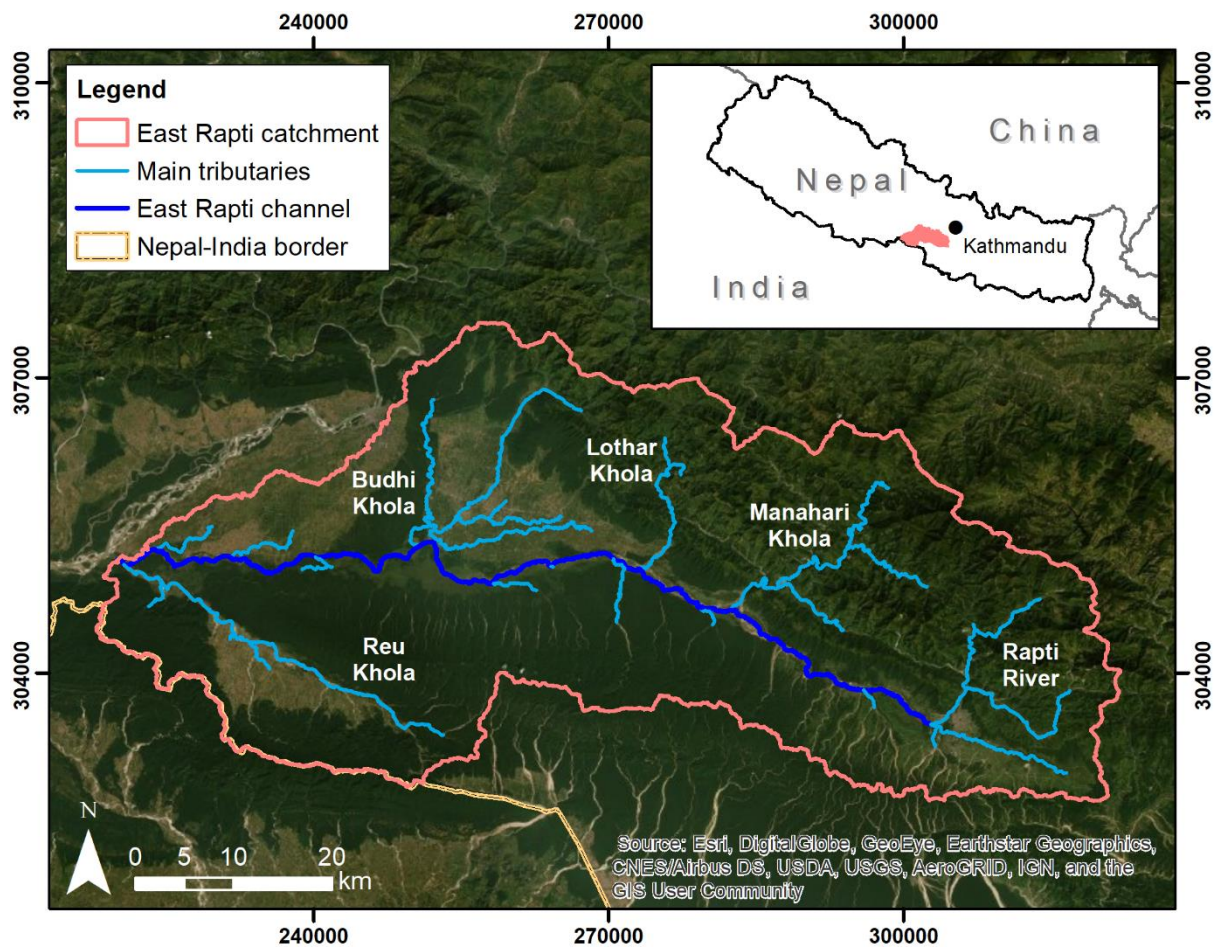 240000
270000
300000
310000
310000
Legend
East Rapti catchment
Main tributaries
East Rapti channel
Nepal-India border
China
Nepal
Kathmandu
India
307000
307000
Lothar
Khola
Budhi
Khola
Manahari
Khola
Reu
Khola
Rapti
River
304000
304000
N
0 5 10 20
km
Source: Esri, DigitalGlobe, GeoEye, Earthstar Geographics,
CNES/Airbus DS, USDA, USGS, AeroGRID, IGN, and the
GIS User Community
240000
270000
300000